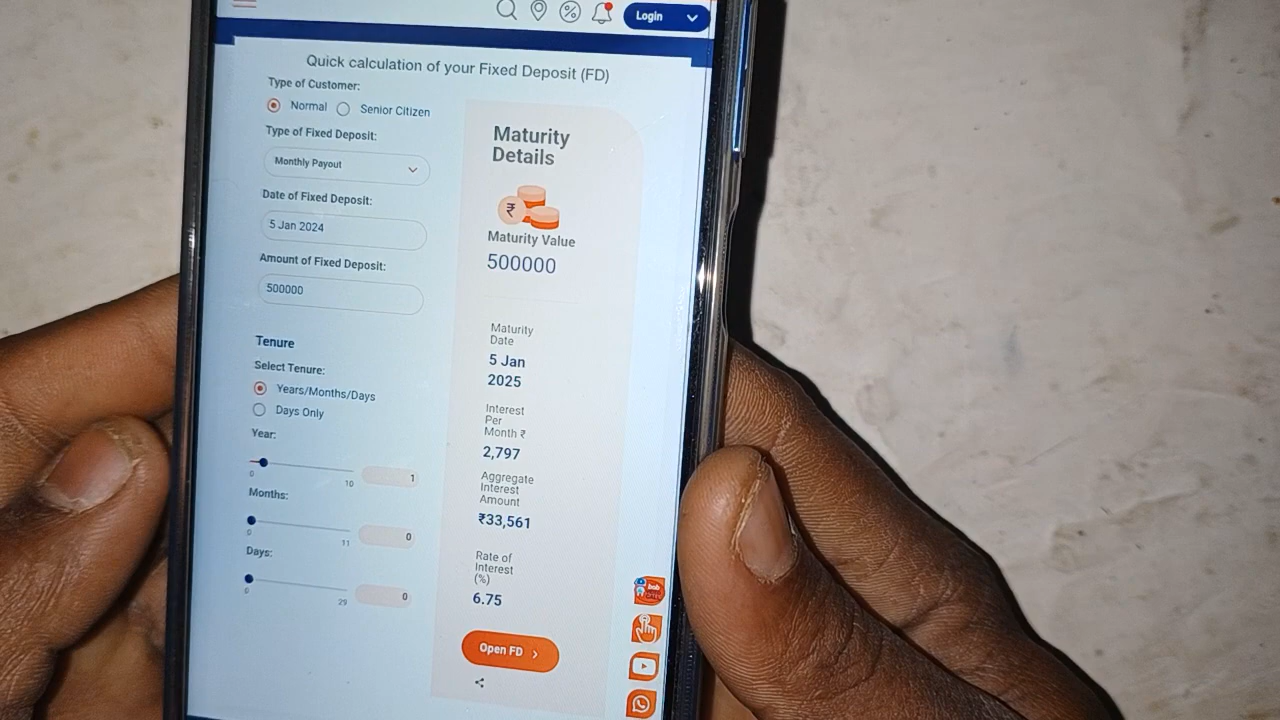 Login
Quick calculation of your Fixed Deposit (FD)
Type of Customer:
Normal
Senior Citizen
Type of Fixed Deposit:
Monthly Payout
Date of Fixed Deposit:
5 Jan 2024
Amount of Fixed Deposit:
500000
Tenure
Select Tenure:
Years/Months/Days
Days Only
Year:
0
10
1
Months:
0
11
0
Days:
0
29
0
Maturity
Details
₹
Maturity Value
500000
Maturity
Date
5 Jan
2025
Interest
Per
Month ₹
2,797
Aggregate
Interest
Amount
₹33,561
Rate of
Interest
(%)
6.75
Open FD
bob